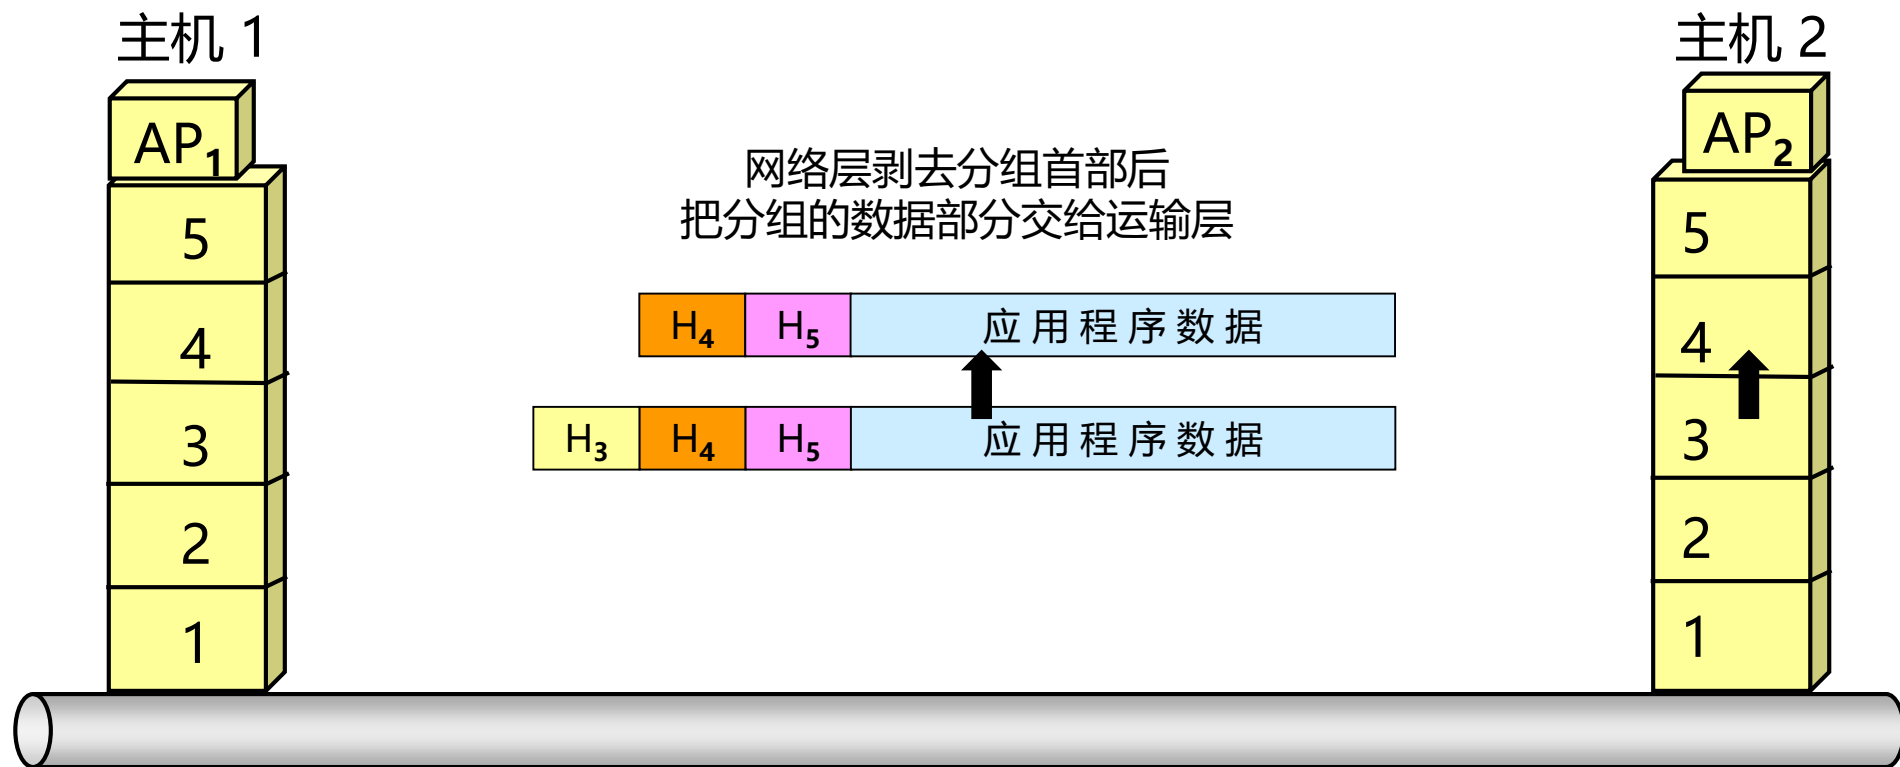 主机 1
主机 2
AP1
AP2
网络层剥去分组首部后
把分组的数据部分交给运输层
5
4
3
2
1
H4 H5 应用程序数据
H3 H4 H5 应用程序数据
5
4
3
2
1